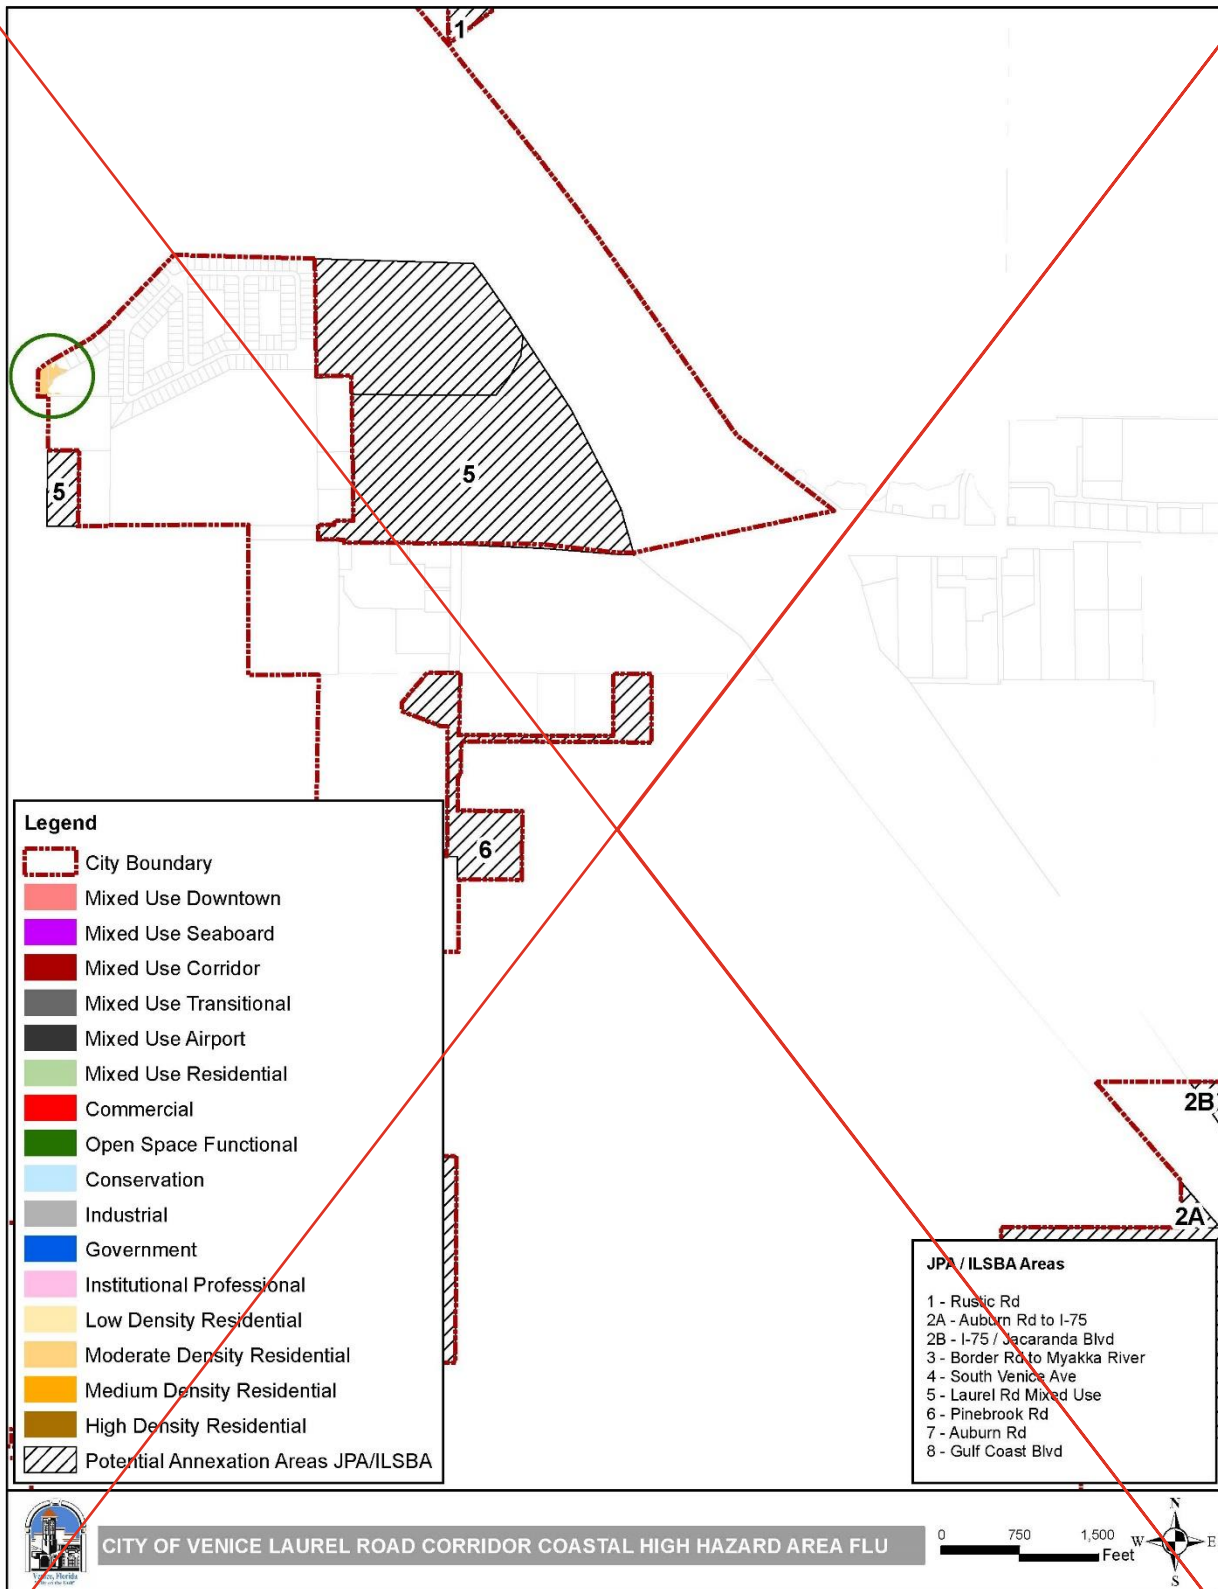 1
5
5
6
2B
2A
Legend
City Boundary
Mixed Use Downtown
Mixed Use Seaboard
Mixed Use Corridor
Mixed Use Transitional
Mixed Use Airport
Mixed Use Residential
Commercial
Open Space Functional
Conservation
Industrial
Government
Institutional Professional
Low Density Residential
Moderate Density Residential
Medium Density Residential
High Density Residential
Potential Annexation Areas JPA/ILSBA
JPA / ILSBA Areas
1 - Rustic Rd
2A - Auburn Rd to I-75
2B - I-75 / Jacaranda Blvd
3 - Border Rd to Myakka River
4 - South Venice Ave
5 - Laurel Rd Mixed Use
6 - Pinebrook Rd
7 - Auburn Rd
8 - Gulf Coast Blvd
Venice, Florida
CITY OF VENICE LAUREL ROAD CORRIDOR COASTAL HIGH HAZARD AREA FLU
0 750 1,500
Feet
N
W E
S